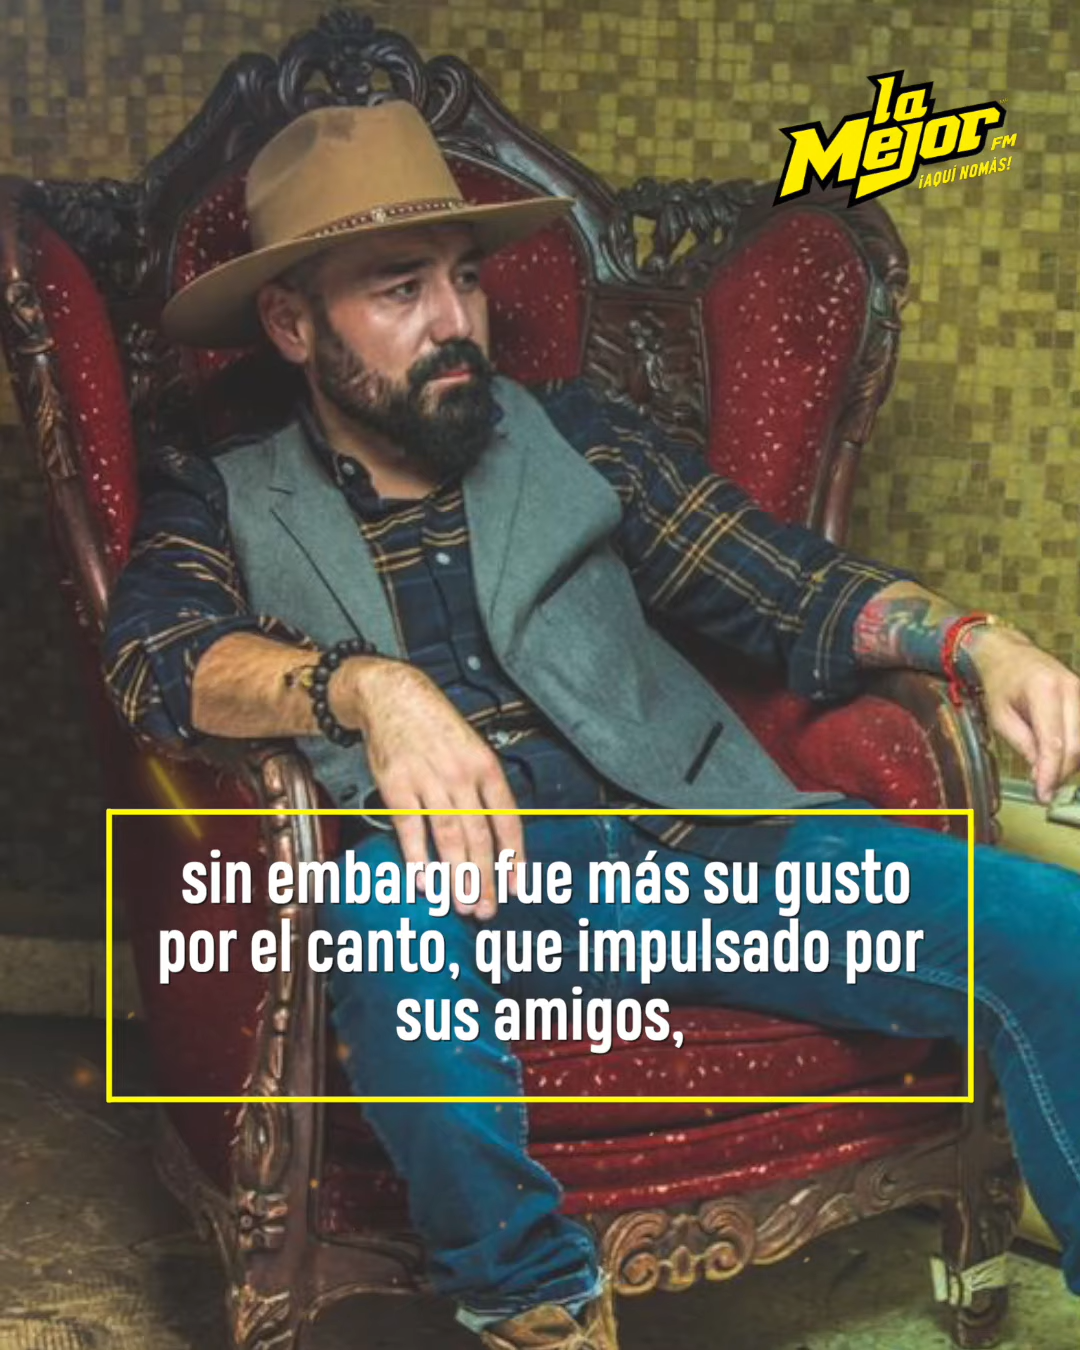 la
Mejor
FM
¡AQUÍ NOMÁS!
sin embargo fue más su gusto
por el canto, que impulsado por
sus amigos,